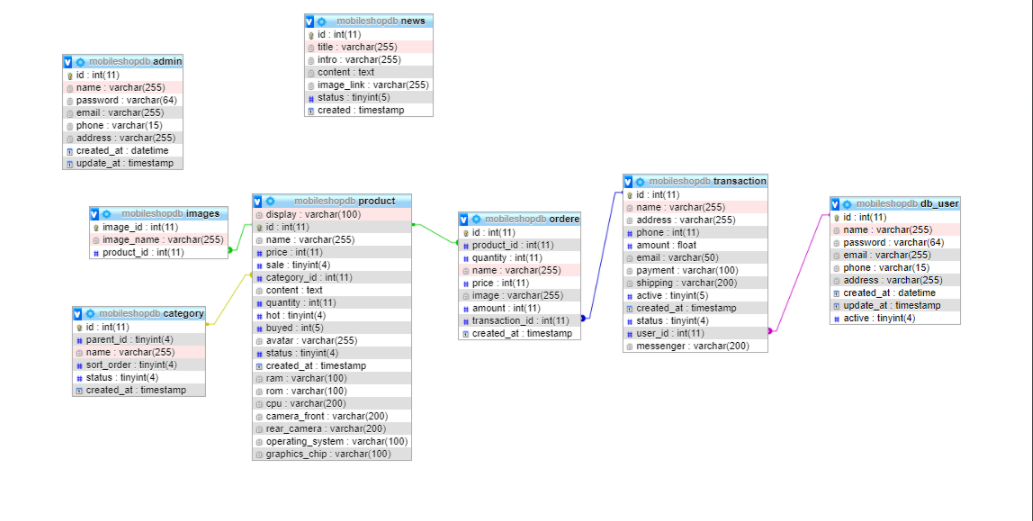 mobileshopdb news
id : int(11)
title : varchar(255)
intro : varchar(255)
content : text
image_link : varchar(255)
status : tinyint(5)
created : timestamp
mobileshopdb admin
id : int(11)
name : varchar(255)
password : varchar(64)
email : varchar(255)
phone : varchar(15)
address : varchar(255)
created_at : datetime
update_at : timestamp
mobileshopdb images
image_id : int(11)
image_name : varchar(255)
product_id : int(11)
mobileshopdb category
id : int(11)
parent_id : tinyint(4)
name : varchar(255)
sort_order : tinyint(4)
status : tinyint(4)
created_at : timestamp
mobileshopdb product
display : varchar(100)
id : int(11)
name : varchar(255)
price : int(11)
sale : tinyint(4)
category_id : int(11)
content : text
quantity : int(11)
hot : tinyint(4)
buyed : int(5)
avatar : varchar(255)
status : tinyint(4)
created_at : timestamp
ram : varchar(100)
rom : varchar(100)
cpu : varchar(200)
camera_front : varchar(200)
rear_camera : varchar(200)
operating_system : varchar(100)
graphics_chip : varchar(100)
mobileshopdb ordere
id : int(11)
product_id : int(11)
quantity : int(11)
name : varchar(255)
price : int(11)
image : varchar(255)
amount : int(11)
transaction_id : int(11)
created_at : timestamp
mobileshopdb transaction
id : int(11)
name : varchar(255)
address : varchar(255)
phone : int(11)
amount : float
email : varchar(50)
payment : varchar(100)
shipping : varchar(200)
active : tinyint(5)
created_at : timestamp
status : tinyint(4)
user_id : int(11)
messenger : varchar(200)
mobileshopdb db_user
id : int(11)
name : varchar(255)
password : varchar(64)
email : varchar(255)
phone : varchar(15)
address : varchar(255)
created_at : datetime
update_at : timestamp
active : tinyint(4)